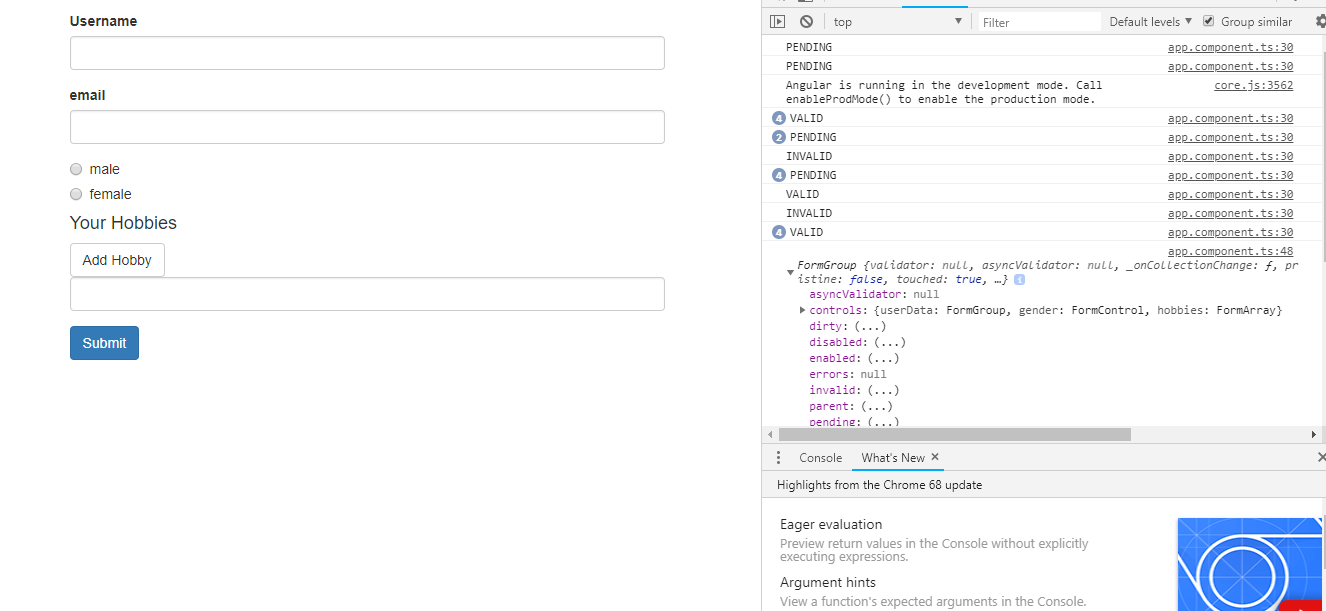 Username
email
male
female
Your Hobbies
Add Hobby
Submit
top
Filter
Default levels
Group similar
PENDING app.component.ts:30
PENDING app.component.ts:30
Angular is running in the development mode. Call core.js:3562
enableProdMode() to enable the production mode.
4 VALID app.component.ts:30
2 PENDING app.component.ts:30
INVALID app.component.ts:30
4 PENDING app.component.ts:30
VALID app.component.ts:30
INVALID app.component.ts:30
4 VALID app.component.ts:30
app.component.ts:48
FormGroup {validator: null, asyncValidator: null, _onCollectionChange: ƒ, pr
istine: false, touched: true, …} i
asyncValidator: null
controls: {userData: FormGroup, gender: FormControl, hobbies: FormArray}
dirty: (...)
disabled: (...)
enabled: (...)
errors: null
invalid: (...)
parent: (...)
pending: (...)
Console What's New ×
Highlights from the Chrome 68 update
Eager evaluation
Preview return values in the Console without explicitly
executing expressions.
Argument hints
View a function's expected arguments in the Console.